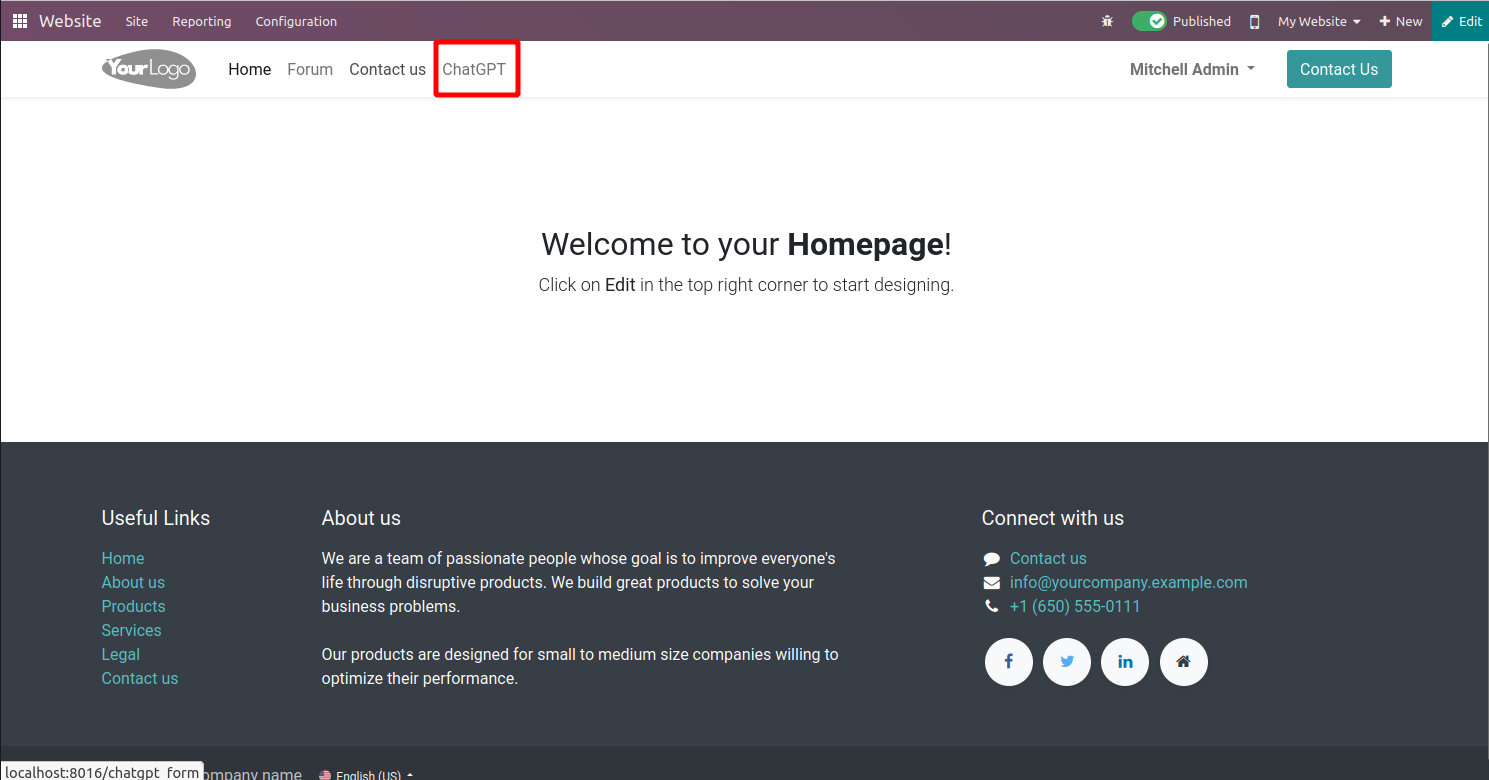 Website Site Reporting Configuration Published My Website New Edit
YourLogo Home Forum Contact us ChatGPT Mitchell Admin Contact Us
Welcome to your Homepage!
Click on Edit in the top right corner to start designing.
Useful Links
Home
About us
Products
Services
Legal
Contact us
About us
We are a team of passionate people whose goal is to improve everyone's
life through disruptive products. We build great products to solve your
business problems.
Our products are designed for small to medium size companies willing to
optimize their performance.
Connect with us
Contact us
info@yourcompany.example.com
+1 (650) 555-0111
localhost:8016/chatgpt_form ompany name English (US)